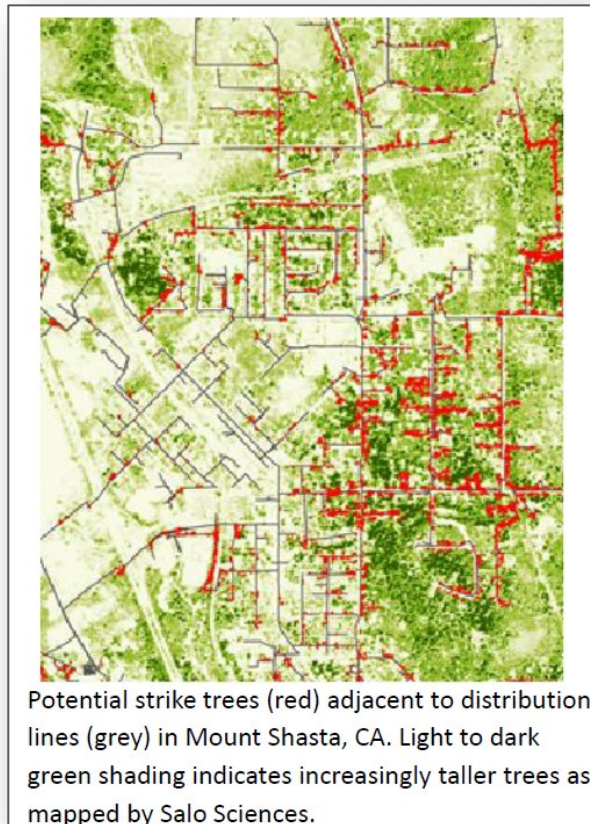 Potential strike trees (red) adjacent to distribution
lines (grey) in Mount Shasta, CA. Light to dark
green shading indicates increasingly taller trees as
mapped by Salo Sciences.